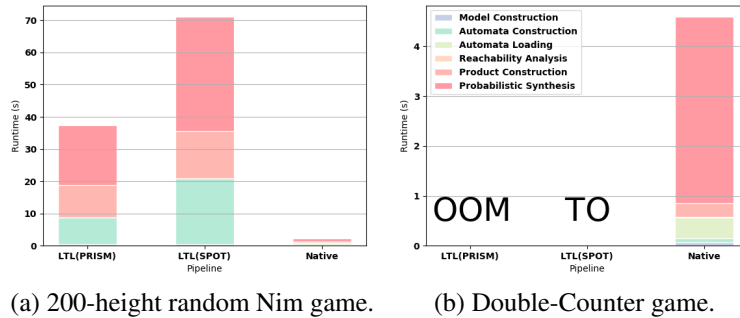 70
60
50
40
30
20
10
0
Runtime (s)
LTL(PRISM)
LTL(SPOT)
Native
Pipeline
(a) 200-height random Nim game.
Model Construction
Automata Construction
Automata Loading
Reachability Analysis
Product Construction
Probabilistic Synthesis
4
3
2
1
0
Runtime (s)
OOM
TO
LTL(PRISM)
LTL(SPOT)
Native
Pipeline
(b) Double-Counter game.